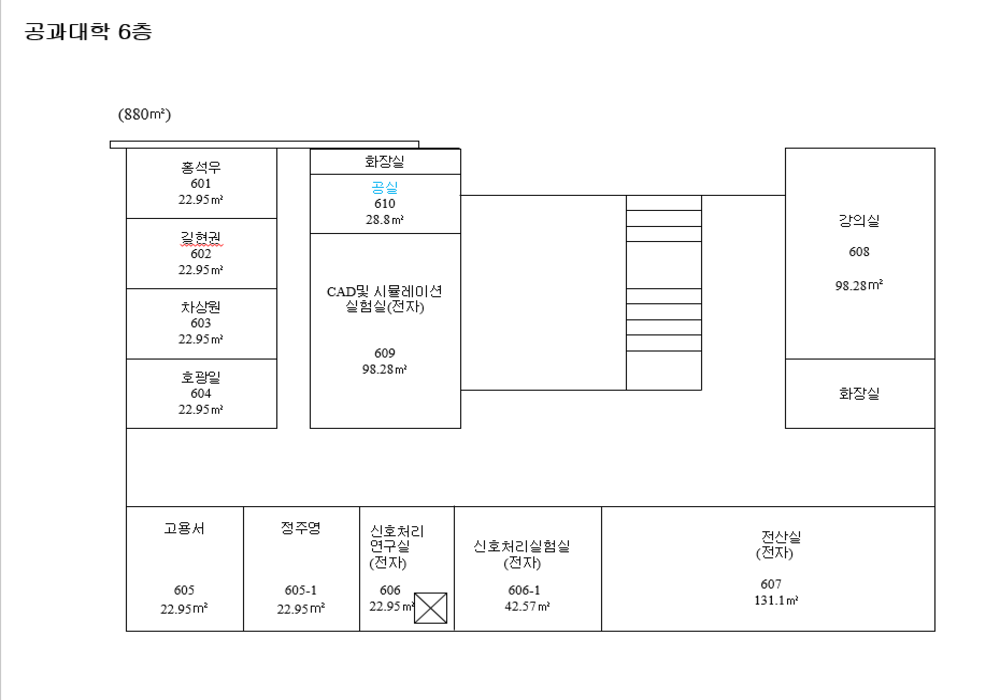 공과대학 6층
(880㎡)
홍석우
601
22.95㎡
길현권
602
22.95㎡
차상원
603
22.95㎡
호광일
604
22.95㎡
화장실
공실
610
28.8㎡
CAD및 시뮬레이션
실험실(전자)
609
98.28㎡
강의실
608
98.28㎡
화장실
고용서
605
22.95㎡
정주영
605-1
22.95㎡
신호처리
연구실
(전자)
606
22.95㎡
신호처리실험실
(전자)
606-1
42.57㎡
전산실
(전자)
607
131.1㎡